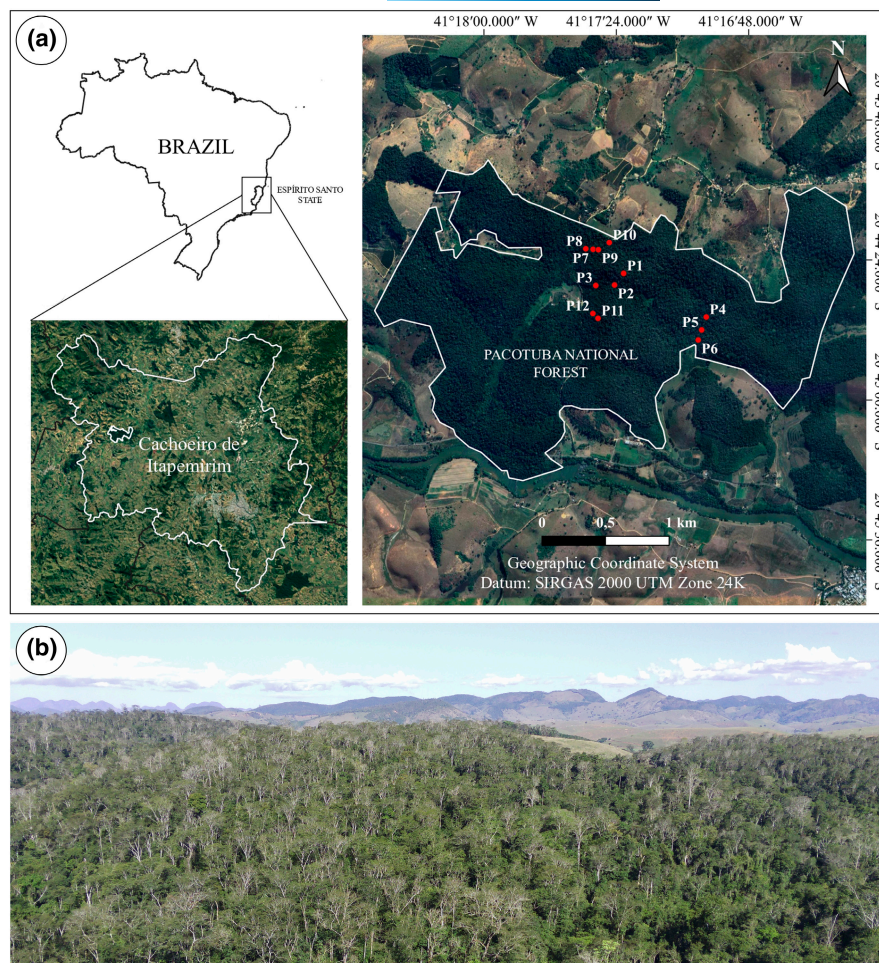 (a)
BRAZIL
ESPÍRITO SANTO
STATE
Cachoeiro de
Itapemirim
41°18′00.000″ W
41°17′24.000″ W
41°16′48.000″ W
N
P10
P8
P7
P9
P1
P3
P2
P12
P11
P4
P5
P6
PACOTUBA NATIONAL
FOREST
0
0,5
1 km
Geographic Coordinate System
Datum: SIRGAS 2000 UTM Zone 24K
(b)